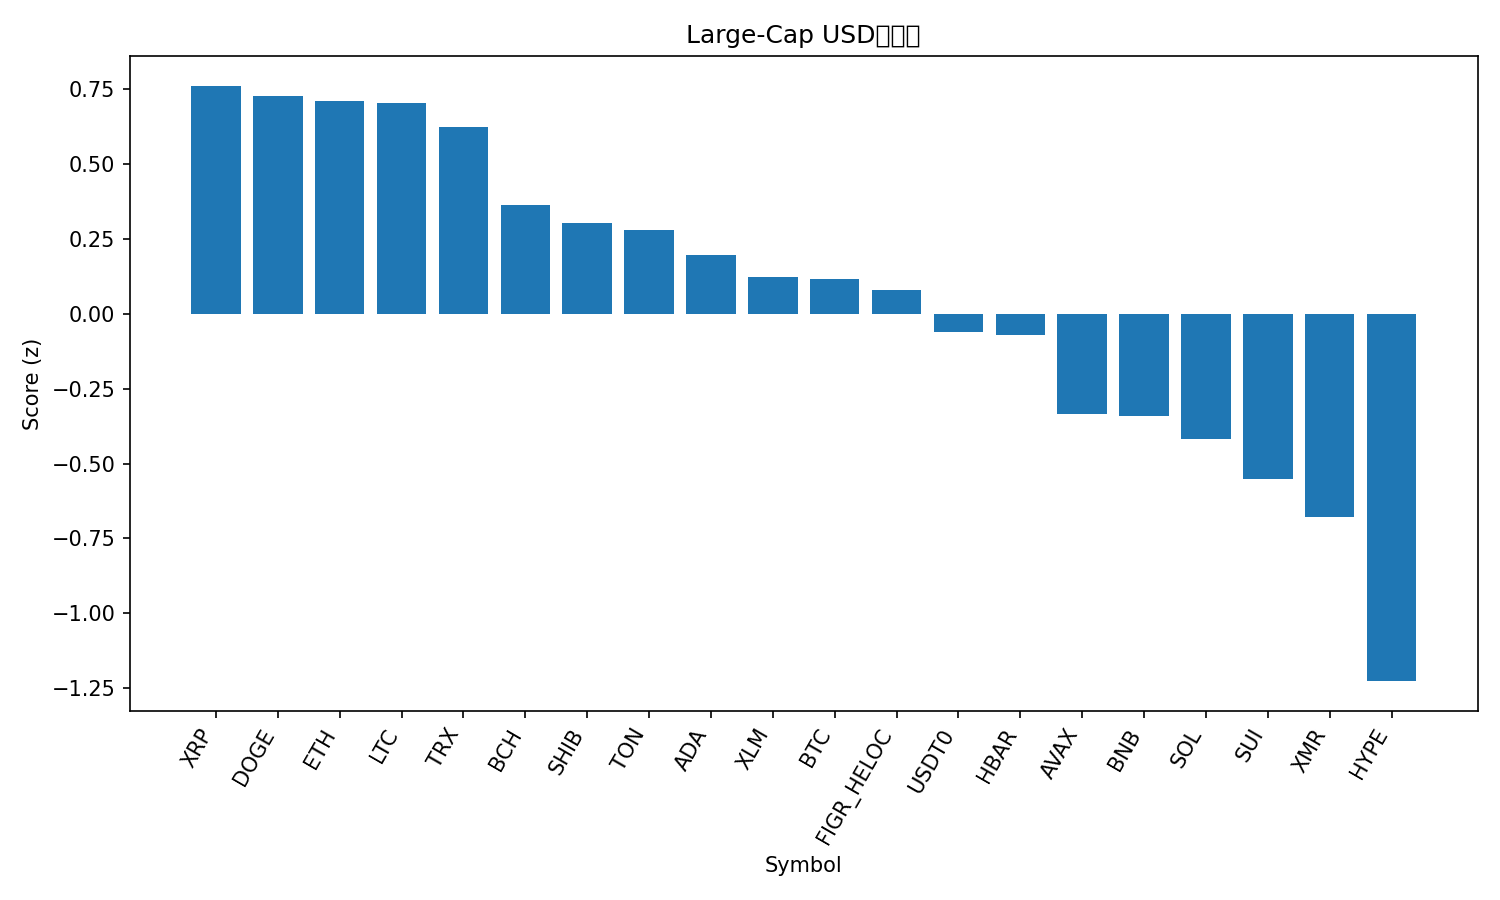 Large-Cap USD
0.75
0.50
0.25
0.00
−0.25
−0.50
−0.75
−1.00
−1.25
Score (z)
XRP
DOGE
ETH
LTC
TRX
BCH
SHIB
TON
ADA
XLM
BTC
FIGR_HELOC
USDT0
HBAR
AVAX
BNB
SOL
SUI
XMR
HYPE
Symbol